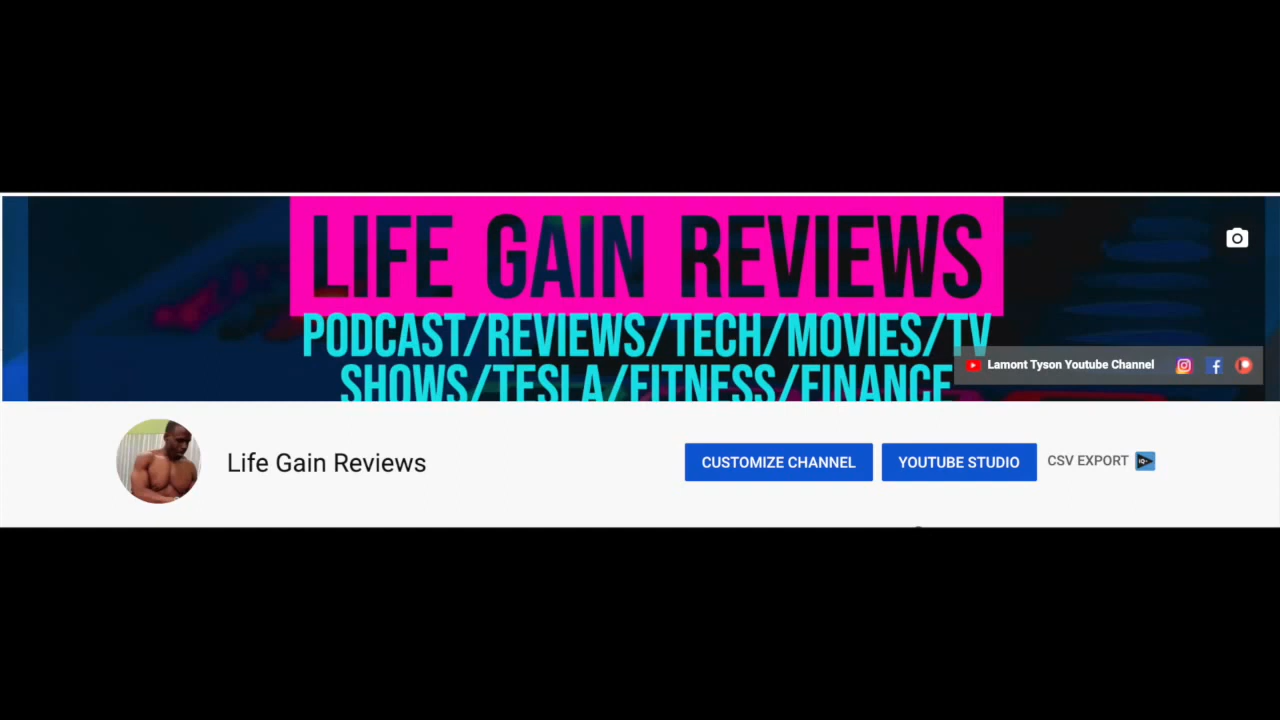 LIFE GAIN REVIEWS
PODCAST/REVIEWS/TECH/MOVIES/TV
SHOWS/TESLA/FITNESS/FINANCE
Lamont Tyson Youtube Channel
Life Gain Reviews
CUSTOMIZE CHANNEL
YOUTUBE STUDIO
CSV EXPORT
IQ+